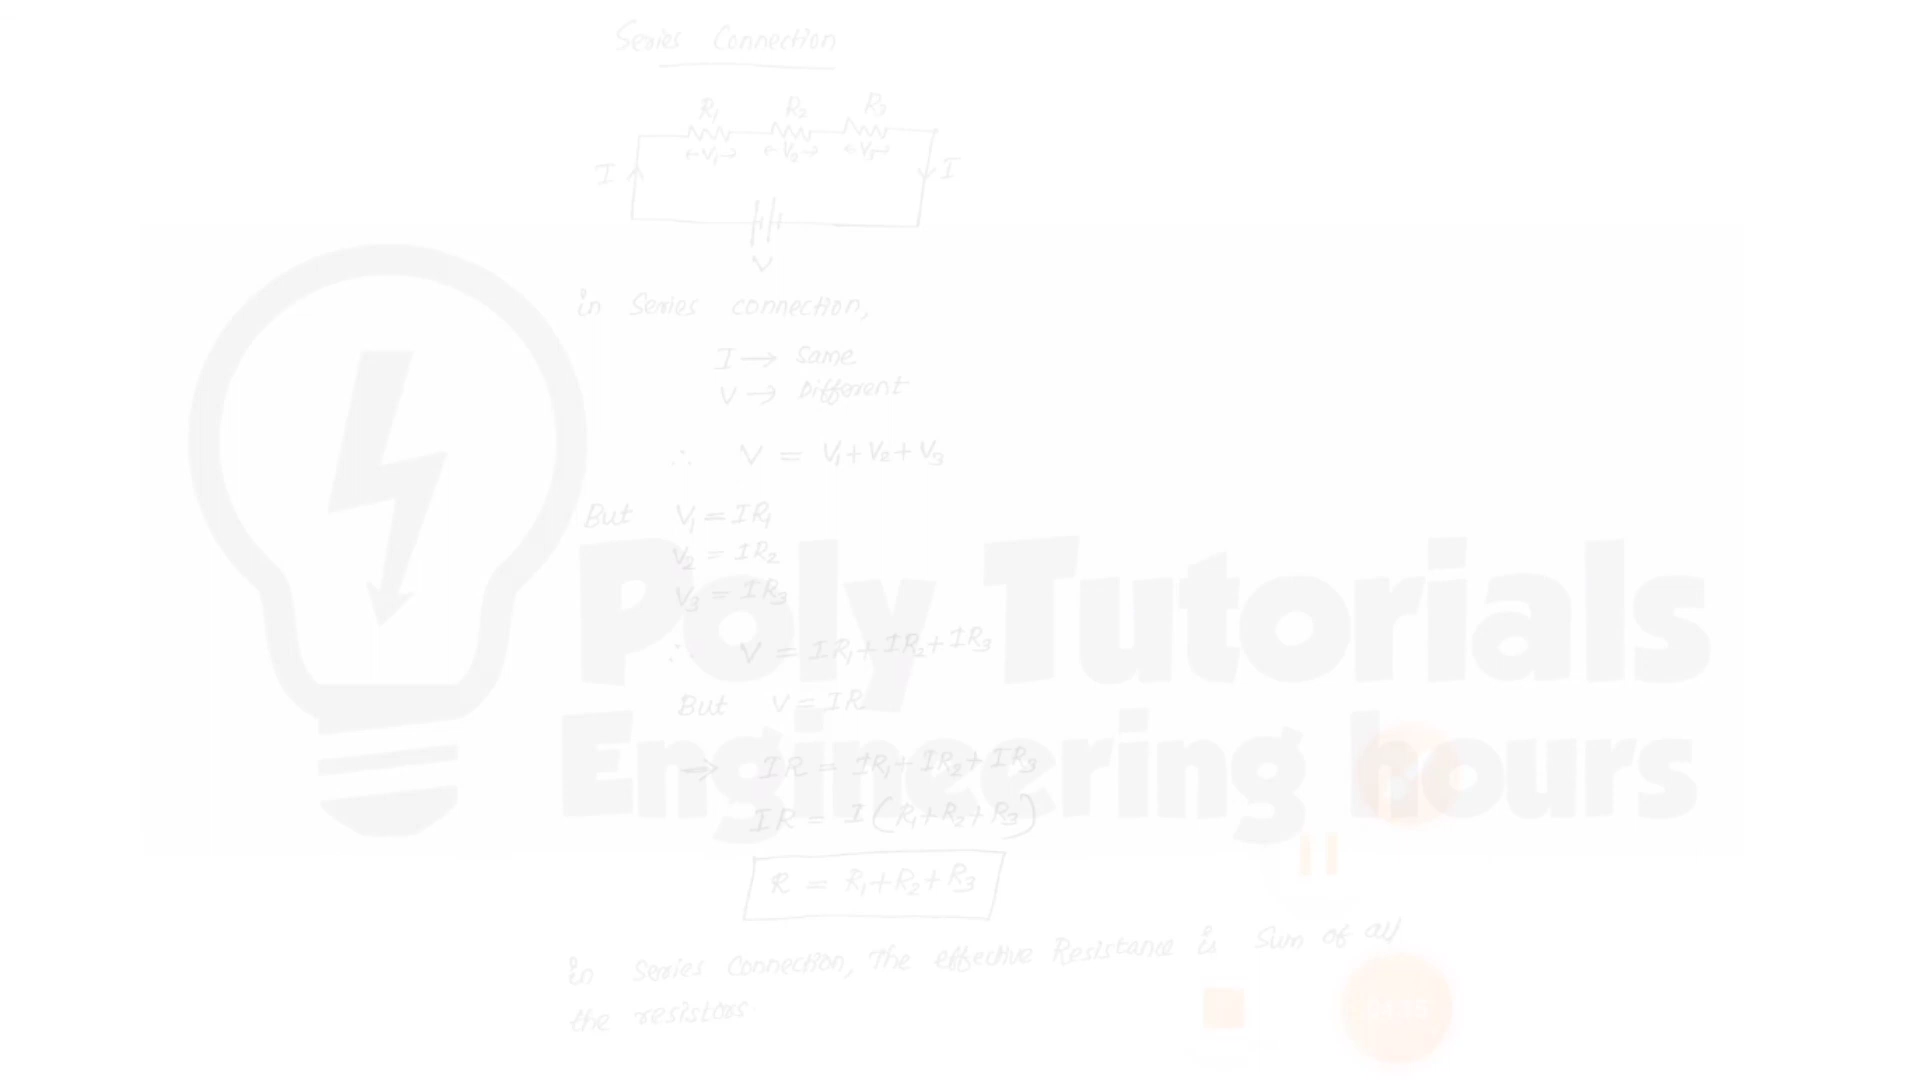 Series Connection
R1 R2 R3
←V1→ ←V2→ ←V3→
I I
V
in Series connection,
I → Same
V → Different
∴ V = V1+V2+V3
But V1 = IR1
V2 = IR2
V3 = IR3
∴ V = IR1+IR2+IR3
But V = IR
⇒ IR = IR1+IR2+IR3
IR = I(R1+R2+R3)
R = R1+R2+R3
in Series Connection, The effective Resistance is Sum of all
the resistors.
Poly Tutorials
Engineering hours